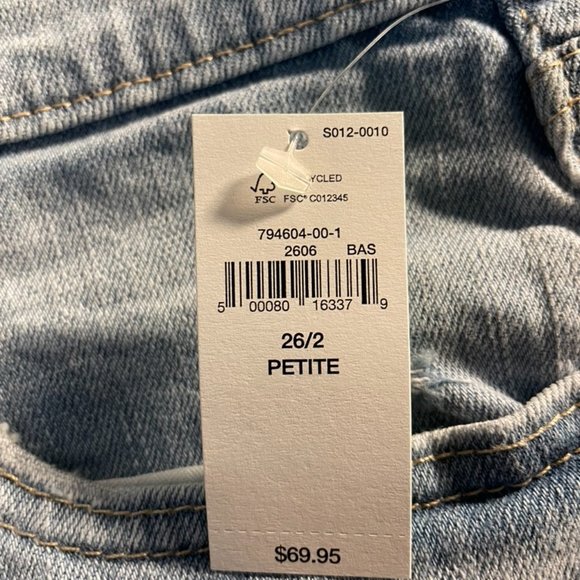 S012-0010
FSC
FSC® C012345
794604-00-1
2606 BAS
5 00080 16337 9
26/2
PETITE
$69.95